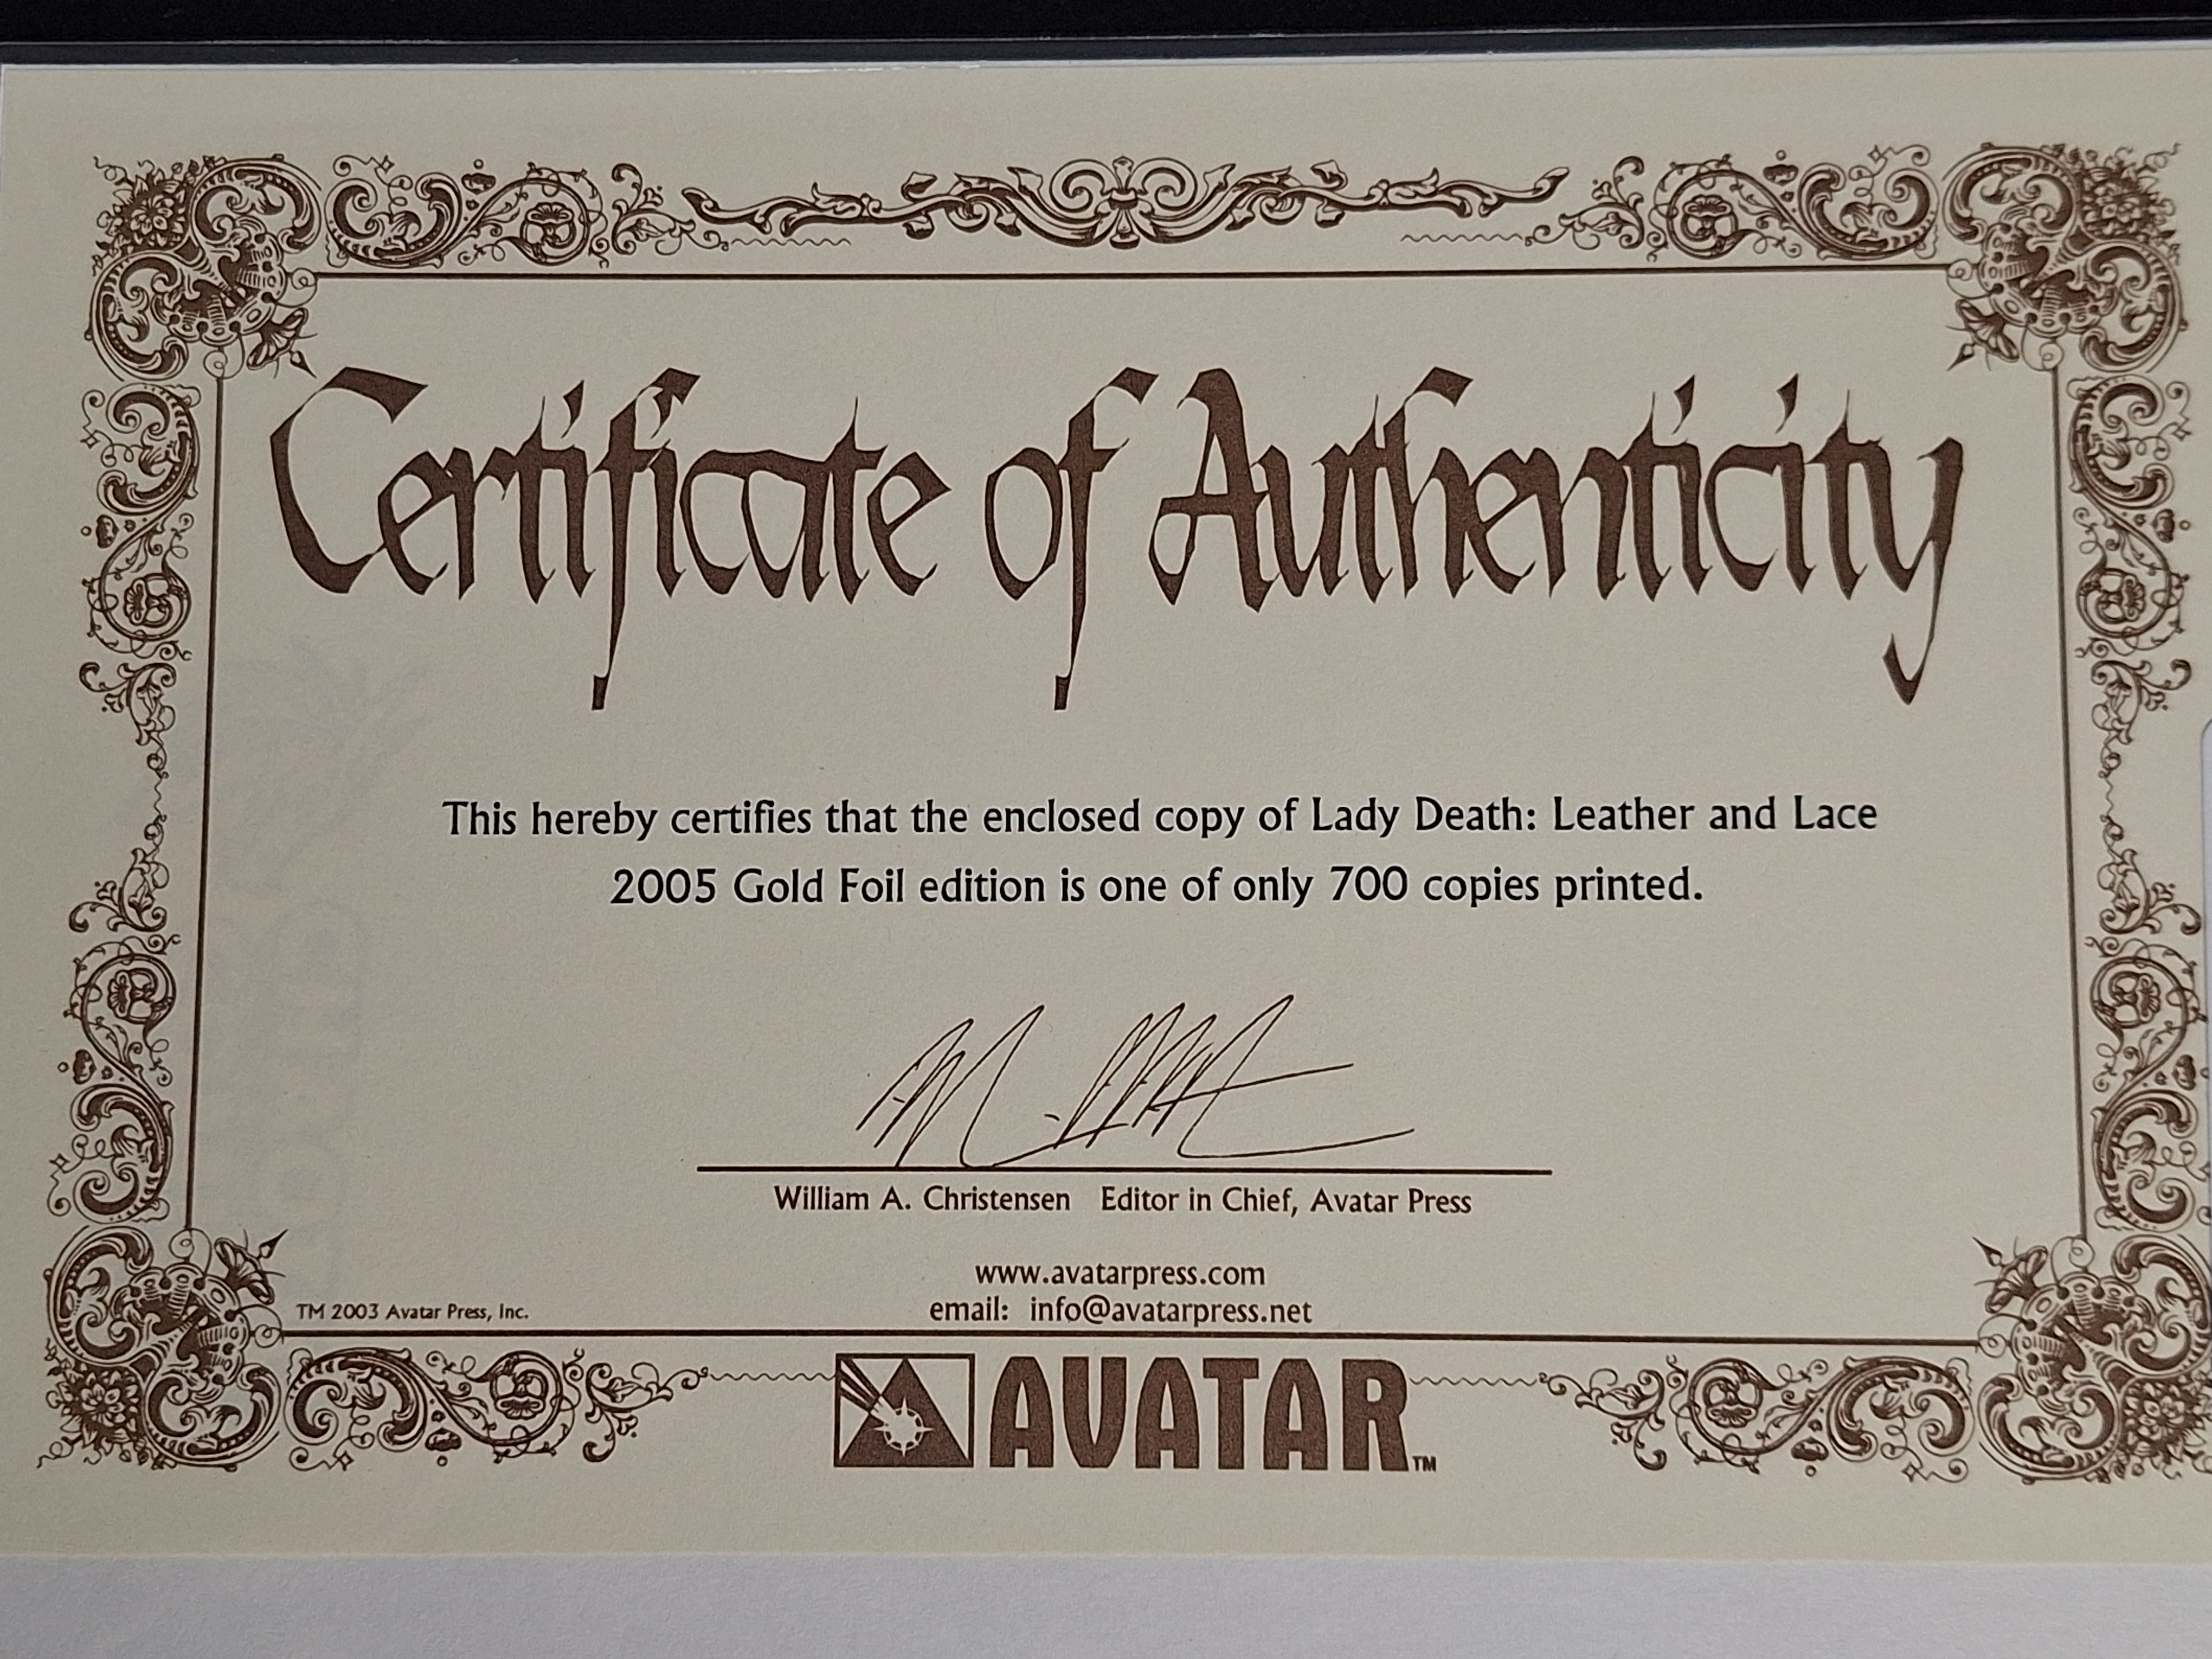 Certificate of Authenticity
This hereby certifies that the enclosed copy of Lady Death: Leather and Lace
2005 Gold Foil edition is one of only 700 copies printed.
William A. Christensen Editor in Chief, Avatar Press
www.avatarpress.com
email: info@avatarpress.net
TM 2003 Avatar Press, Inc.
AVATAR TM